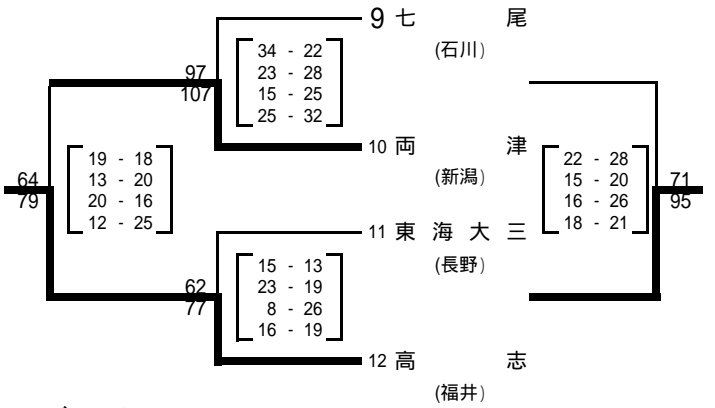 9 七尾
(石川)
34 - 22
23 - 28
15 - 25
25 - 32
97
107
10 両津
(新潟)
19 - 18
13 - 20
20 - 16
12 - 25
64
79
22 - 28
15 - 20
16 - 26
18 - 21
71
95
11 東海大三
(長野)
15 - 13
23 - 19
8 - 26
16 - 19
62
77
12 高志
(福井)